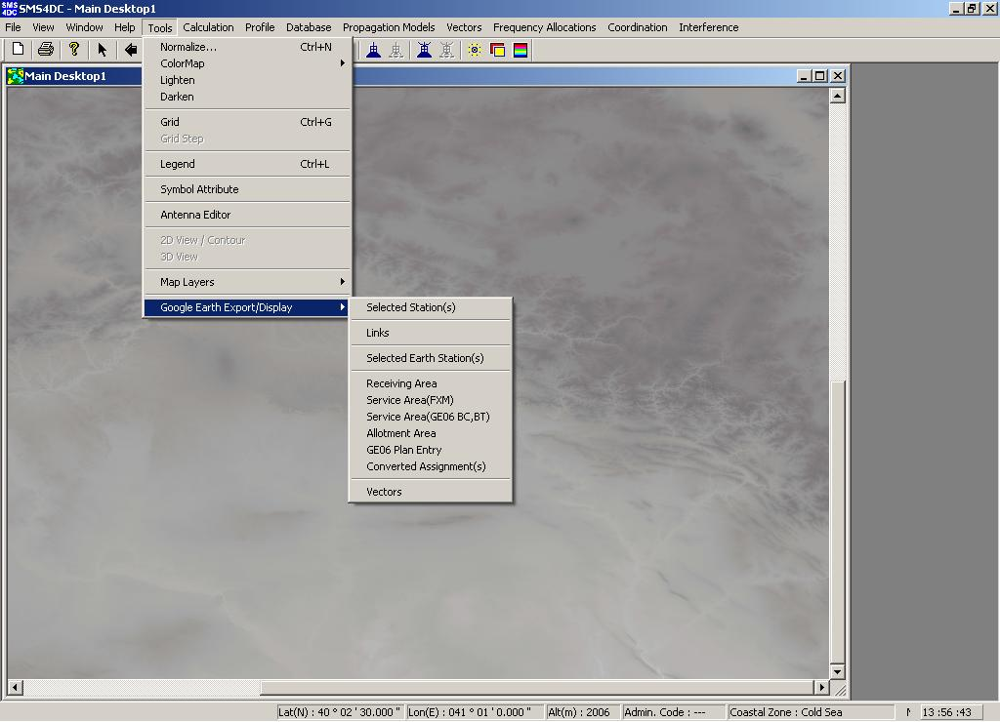 SMS4DC - Main Desktop1
File View Window Help Tools Calculation Profile Database Propagation Models Vectors Frequency Allocations Coordination Interference
Main Desktop1
Normalize... Ctrl+N
ColorMap
Lighten
Darken
Grid Ctrl+G
Grid Step
Legend Ctrl+L
Symbol Attribute
Antenna Editor
2D View / Contour
3D View
Map Layers
Google Earth Export/Display
Selected Station(s)
Links
Selected Earth Station(s)
Receiving Area
Service Area(FXM)
Service Area(GE06 BC,BT)
Allotment Area
GE06 Plan Entry
Converted Assignment(s)
Vectors
Lat(N) : 40 ° 02 ' 30.000 " Lon(E) : 041 ° 01 ' 0.000 " Alt(m) : 2006 Admin. Code : --- Coastal Zone : Cold Sea 13 :56 :43